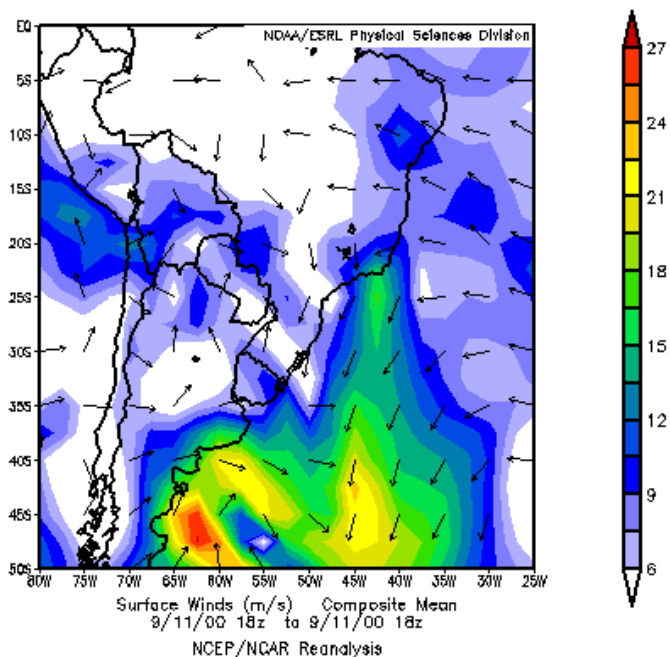 NOAA/ESRL Physical Sciences Division
EQ
5S
10S
15S
20S
25S
30S
35S
40S
45S
50S
80W 75W 70W 65W 60W 55W 50W 45W 40W 35W 30W 25W
27
24
21
18
15
12
9
6
Surface Winds (m/s) Composite Mean
9/11/00 18z to 9/11/00 18z
NCEP/NCAR Reanalysis